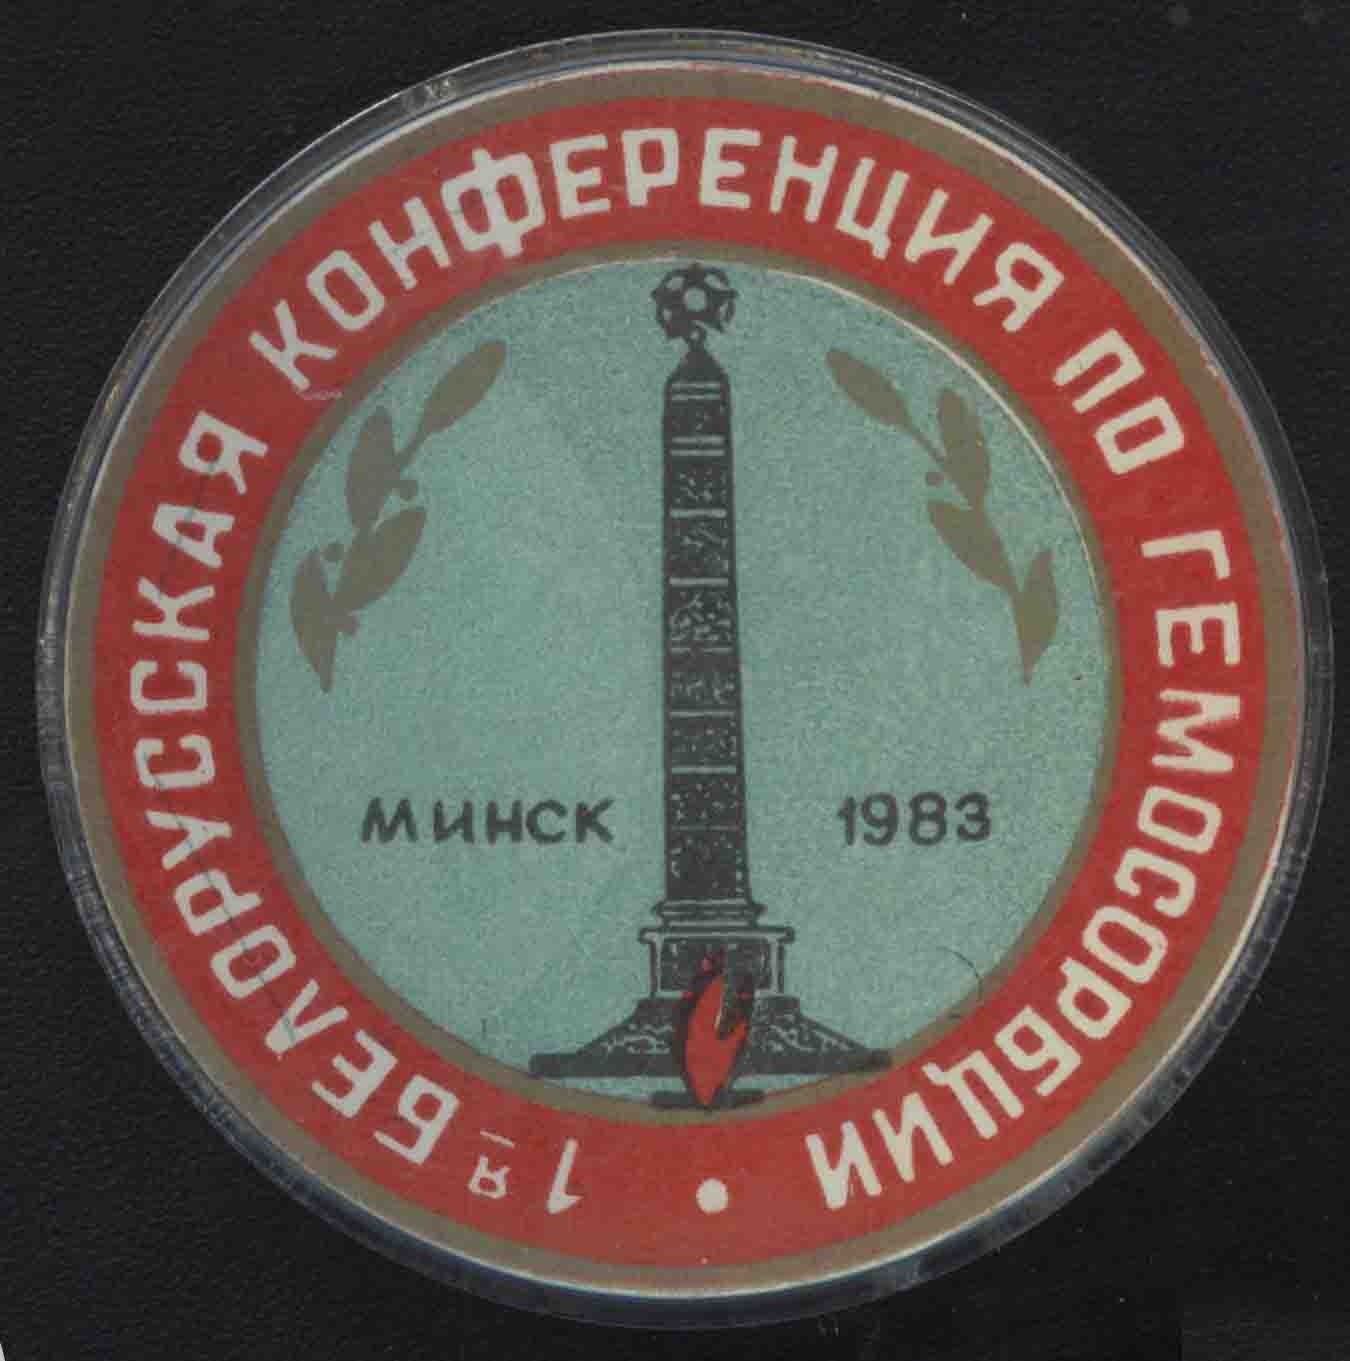 1я БЕЛОРУССКАЯ КОНФЕРЕНЦИЯ ПО ГЕМОСОРБЦИИ •
МИНСК 1983